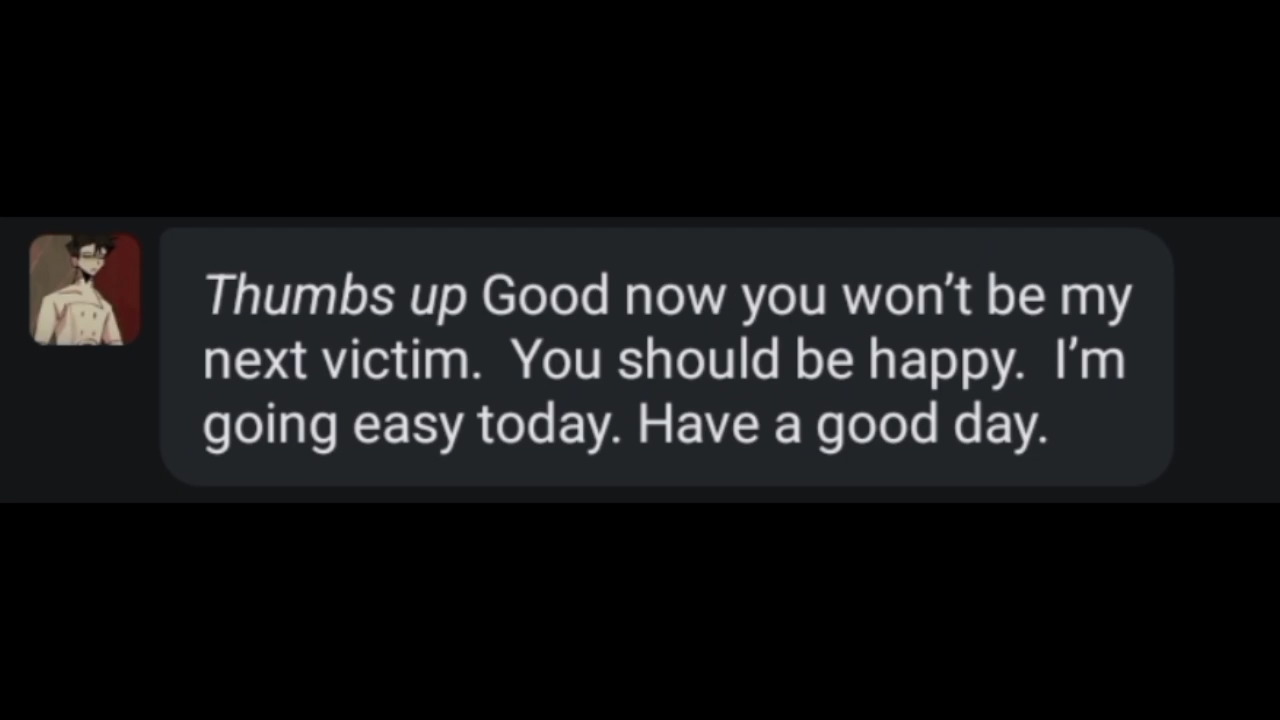 Thumbs up Good now you won’t be my
next victim.  You should be happy.  I’m
going easy today. Have a good day.